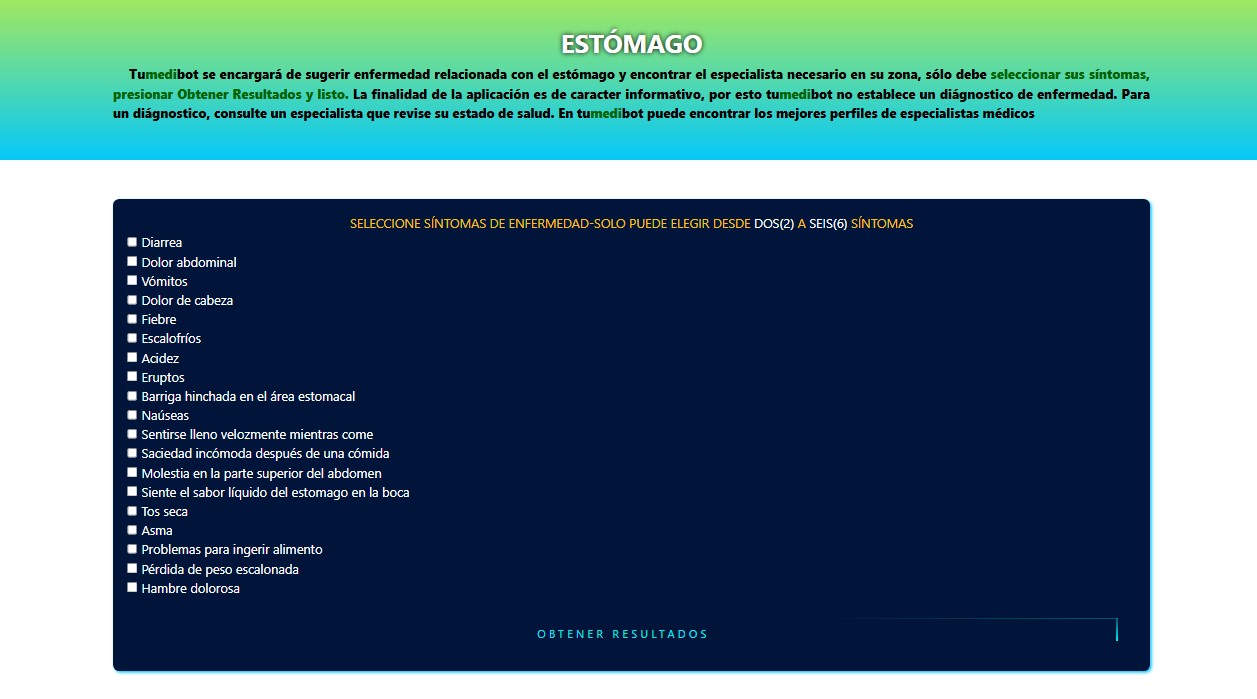 ESTÓMAGO
Tumedibot se encargará de sugerir enfermedad relacionada con el estómago y encontrar el especialista necesario en su zona, sólo debe seleccionar sus síntomas,
presionar Obtener Resultados y listo. La finalidad de la aplicación es de caracter informativo, por esto tumedibot no establece un diágnostico de enfermedad. Para
un diágnostico, consulte un especialista que revise su estado de salud. En tumedibot puede encontrar los mejores perfiles de especialistas médicos
SELECCIONE SÍNTOMAS DE ENFERMEDAD-SOLO PUEDE ELEGIR DESDE DOS(2) A SEIS(6) SÍNTOMAS
Diarrea
Dolor abdominal
Vómitos
Dolor de cabeza
Fiebre
Escalofríos
Acidez
Eruptos
Barriga hinchada en el área estomacal
Naúseas
Sentirse lleno velozmente mientras come
Saciedad incómoda después de una cómida
Molestia en la parte superior del abdomen
Siente el sabor líquido del estomago en la boca
Tos seca
Asma
Problemas para ingerir alimento
Pérdida de peso escalonada
Hambre dolorosa
OBTENER RESULTADOS